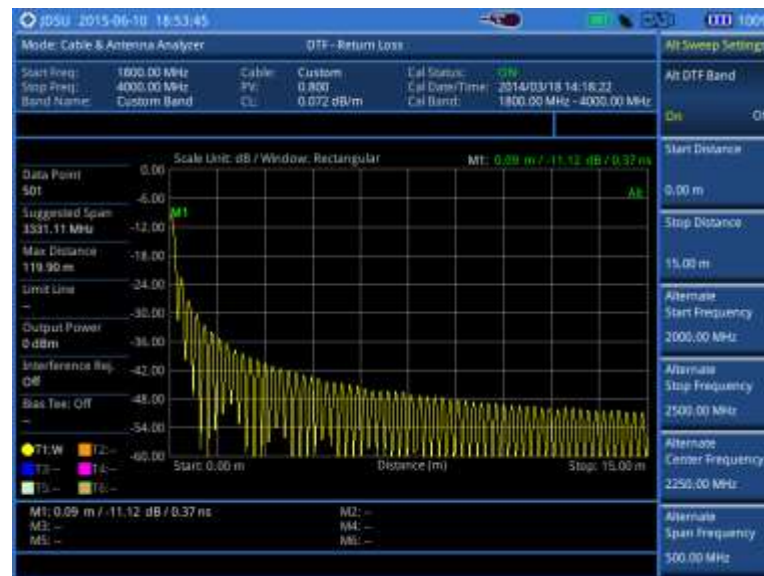 JDSU 2015-06-10 18:53:45
100%
Mode: Cable & Antenna Analyzer
DTF - Return Loss
Alt Sweep Settings
Start Freq: 1800.00 MHz
Stop Freq: 4000.00 MHz
Band Name: Custom Band
Cable: Custom
PV: 0.800
CL: 0.072 dB/m
Cal Status: ON
Cal Date/Time: 2014/03/18 14:18:22
Cal Band: 1800.00 MHz - 4000.00 MHz
Alt DTF Band
On
Scale Unit: dB / Window: Rectangular
M1: 0.09 m / -11.12 dB / 0.37 ns
Alt
M1
Data Point
501
Suggested Span
3331.11 MHz
Max Distance
119.90 m
Limit Line
--
Output Power
0 dBm
Interference Rej.
Off
Bias Tee: Off
--
T1:W T2:--
T3:-- T4:--
T5:-- T6:--
0.00
-6.00
-12.00
-18.00
-24.00
-30.00
-36.00
-42.00
-48.00
-54.00
-60.00
Start: 0.00 m
Distance (m)
Stop: 15.00 m
M1: 0.09 m / -11.12 dB / 0.37 ns
M2: --
M3: --
M4: --
M5: --
M6: --
Start Distance
0.00 m
Stop Distance
15.00 m
Alternate
Start Frequency
2000.00 MHz
Alternate
Stop Frequency
2500.00 MHz
Alternate
Center Frequency
2250.00 MHz
Alternate
Span Frequency
500.00 MHz